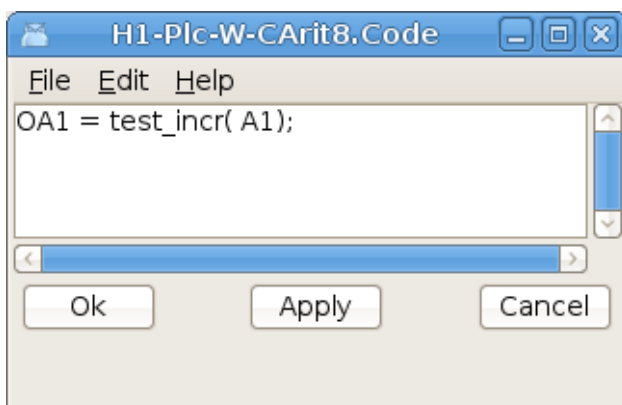 H1-Plc-W-CArit8.Code
File Edit Help
OA1 = test_incr( A1);
Ok Apply Cancel